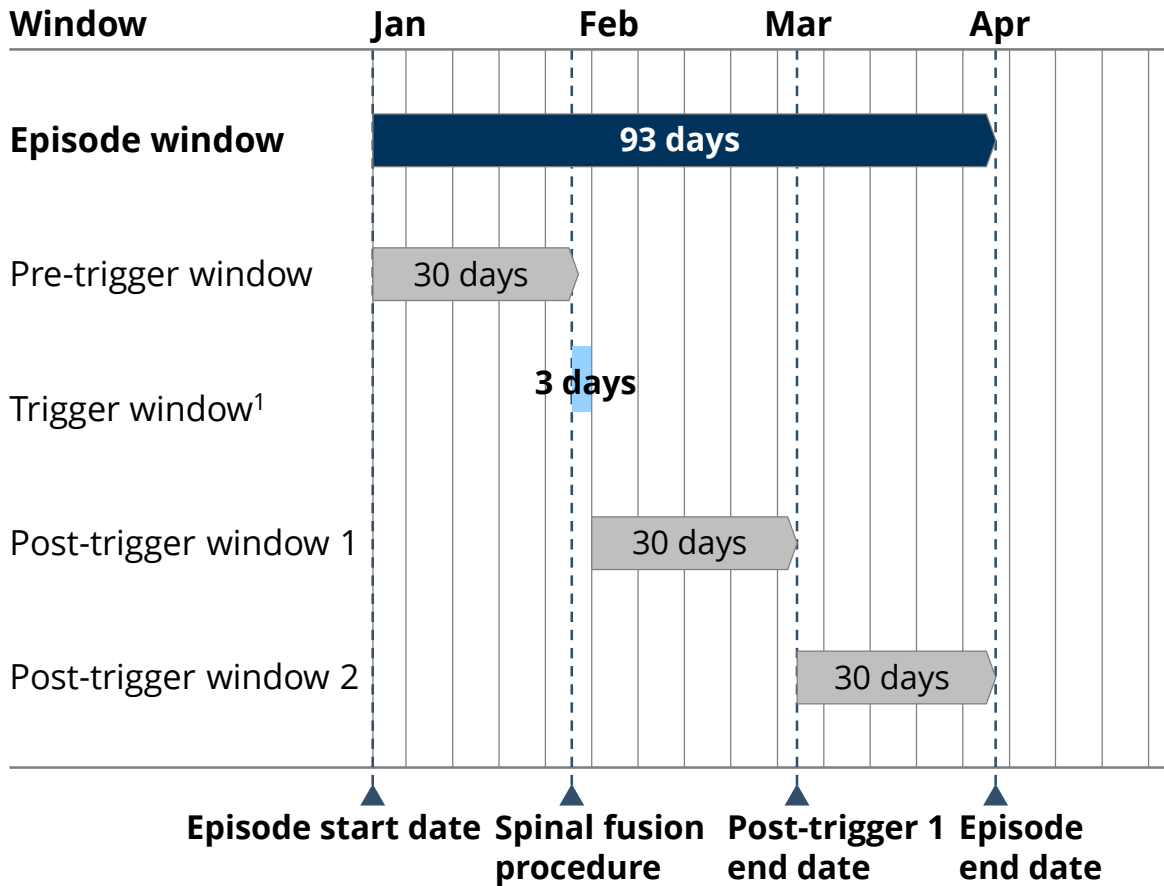 Window Jan Feb Mar Apr
Episode window 93 days
Pre-trigger window 30 days
3 days
Trigger window1
Post-trigger window 1 30 days
Post-trigger window 2 30 days
Episode start date Spinal fusion Post-trigger 1 Episode
procedure end date end date